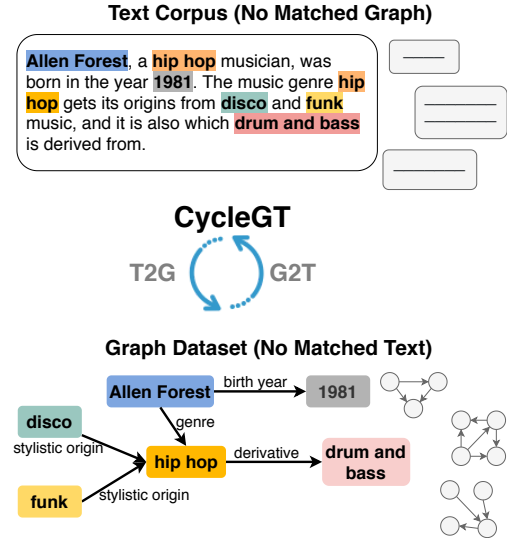 Text Corpus (No Matched Graph)
Allen Forest, a hip hop musician, was
born in the year 1981. The music genre hip
hop gets its origins from disco and funk
music, and it is also which drum and bass
is derived from.
CycleGT
T2G
G2T
Graph Dataset (No Matched Text)
Allen Forest
birth year
1981
disco
genre
stylistic origin
hip hop
derivative
drum and
bass
funk
stylistic origin